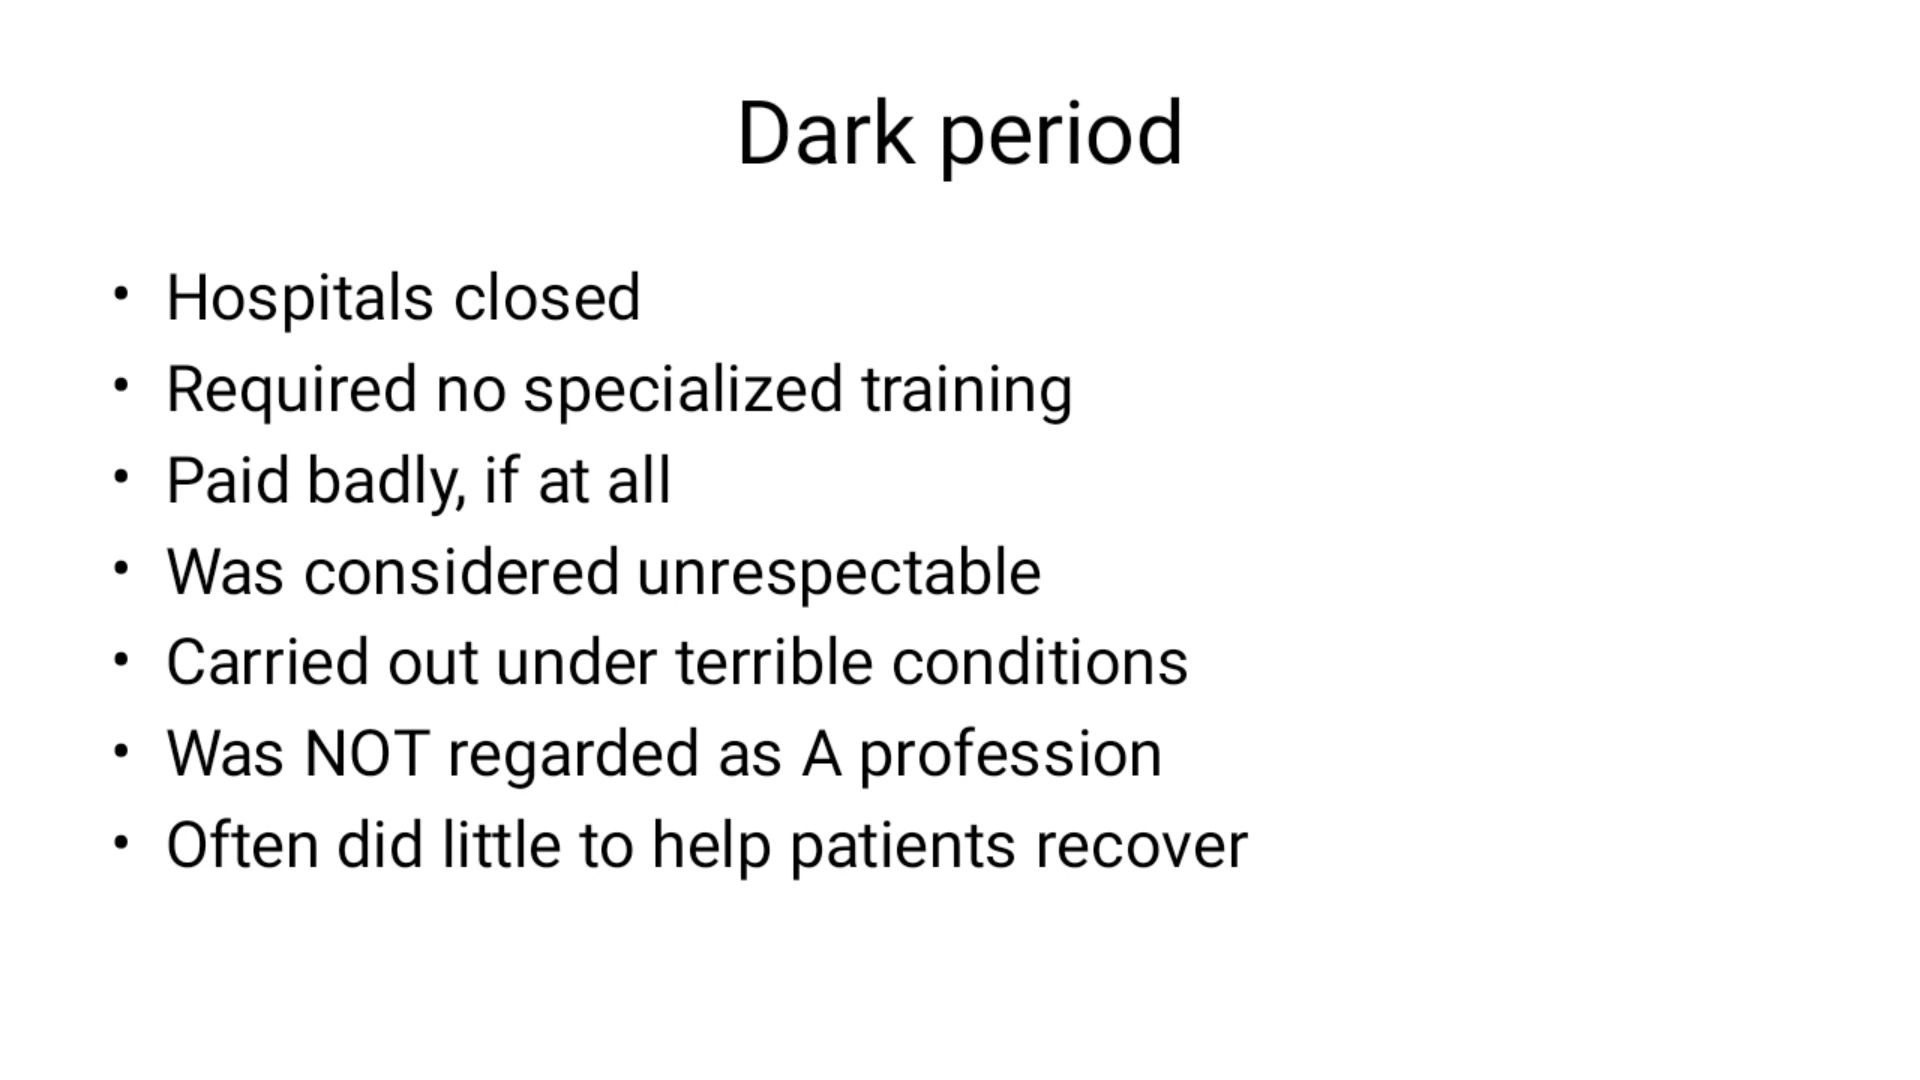 Dark period
• Hospitals closed
• Required no specialized training
• Paid badly, if at all
• Was considered unrespectable
• Carried out under terrible conditions
• Was NOT regarded as A profession
• Often did little to help patients recover